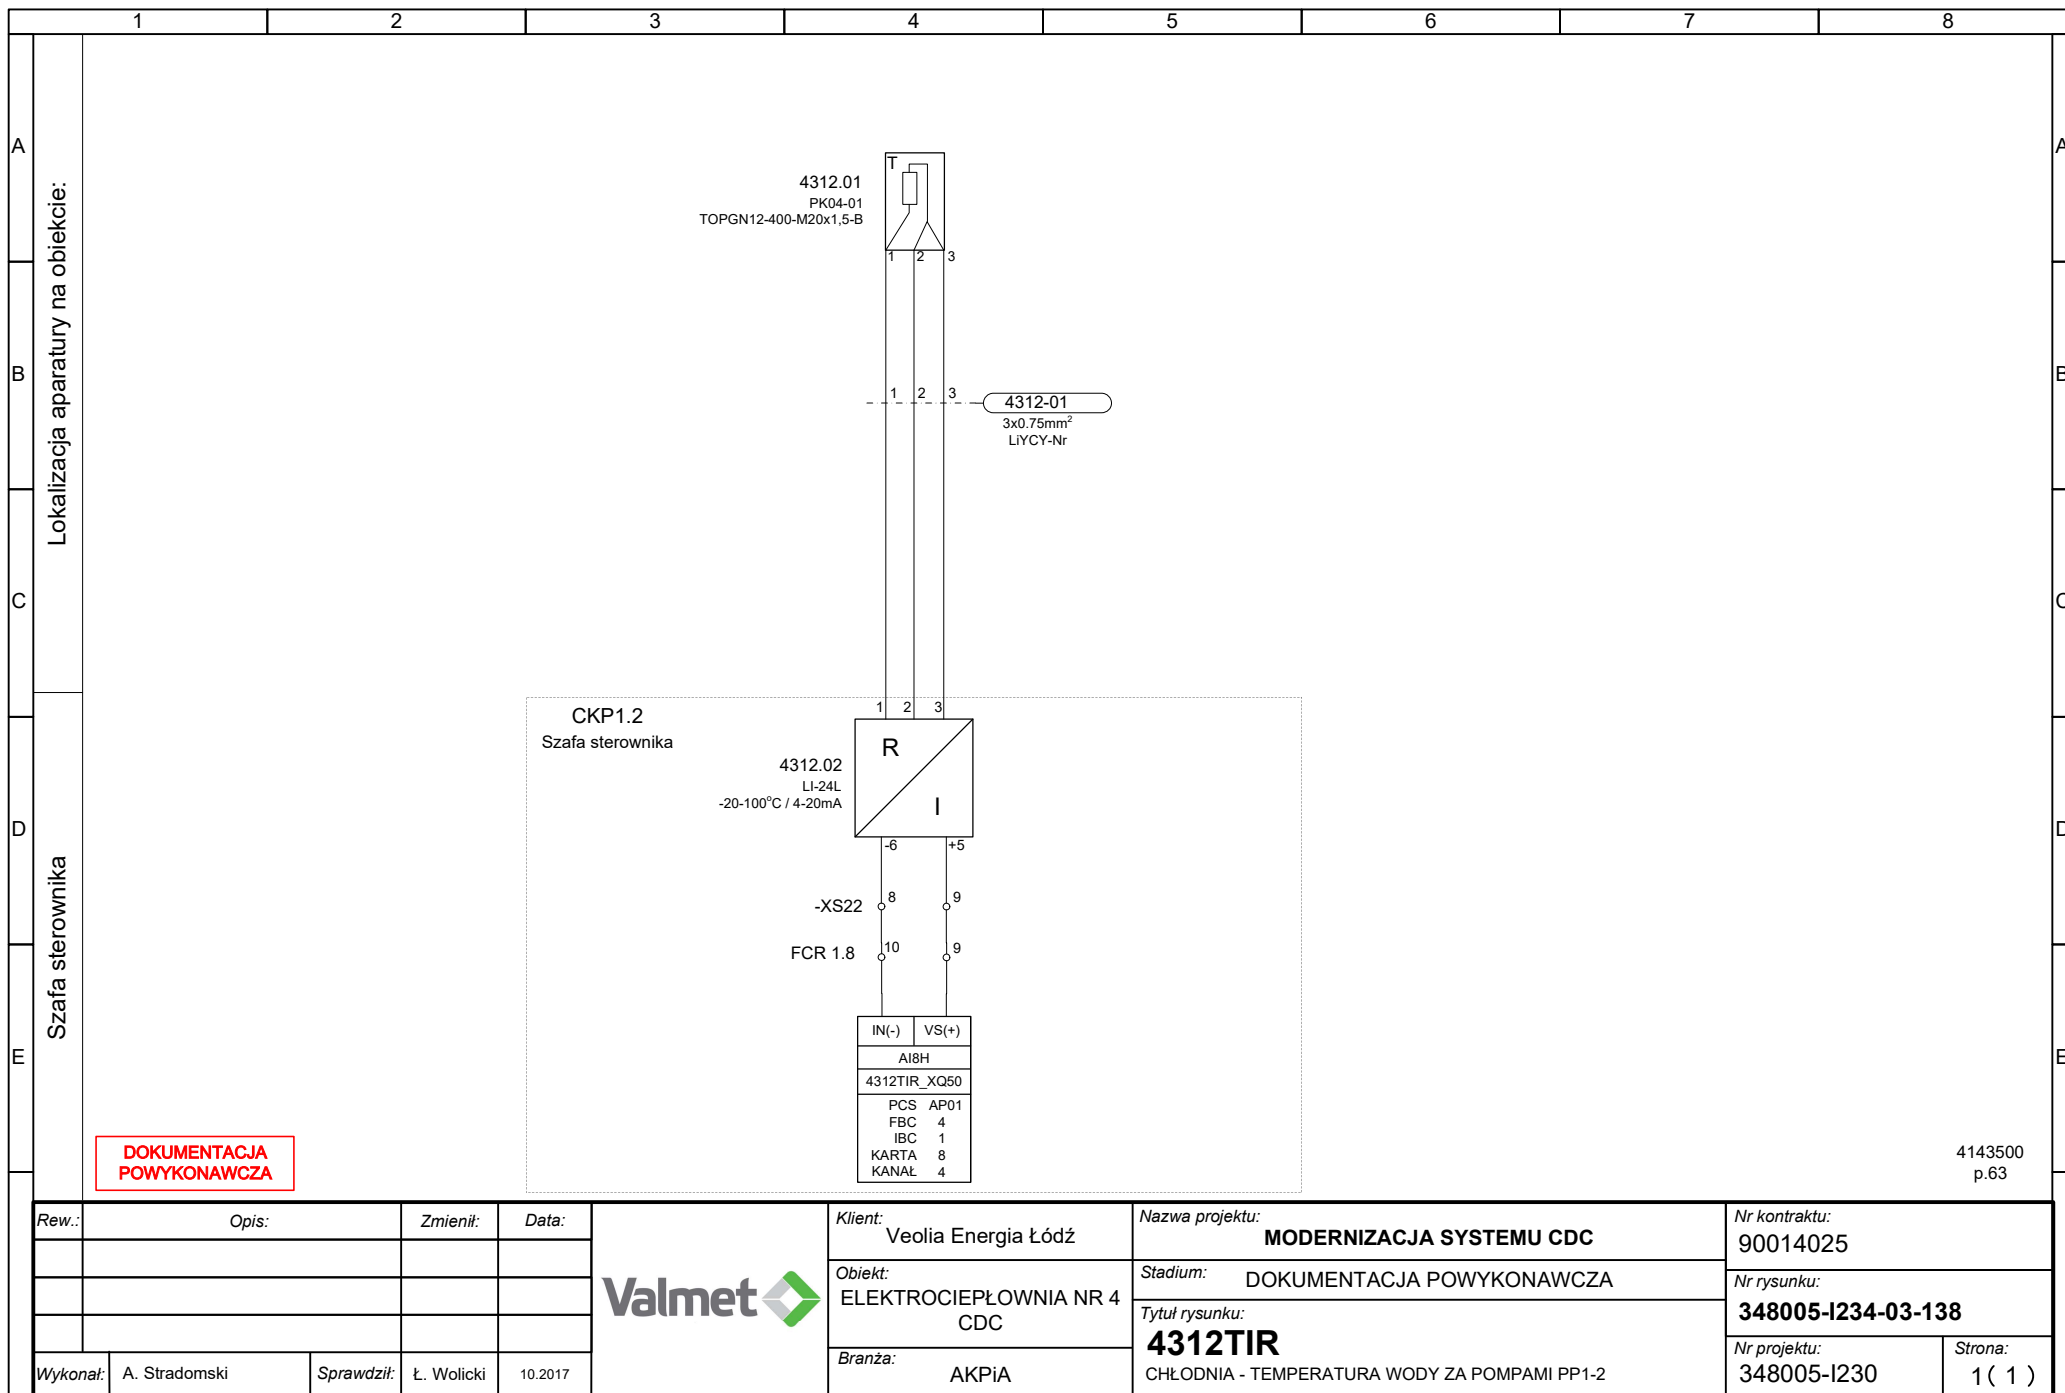 1 2 3 4 5 6 7 8
A A
B B
C C
D D
E E
Lokalizacja aparatury na obiekcie:
Szafa sterownika
T
4312.01
PK04-01
TOPGN12-400-M20x1,5-B
1 2 3
1 2 3
4312-01
3x0.75mm²
LiYCY-Nr
CKP1.2
Szafa sterownika
1 2 3
R
I
4312.02
LI-24L
-20-100°C / 4-20mA
-6 +5
-XS22 8 9
FCR 1.8 10 9
IN(-) VS(+)
AI8H
4312TIR_XQ50
PCS AP01
FBC 4
IBC 1
KARTA 8
KANAŁ 4
DOKUMENTACJA
POWYKONAWCZA
4143500
p.63
Rew.: Opis: Zmienił: Data:
Wykonał: A. Stradomski Sprawdził: Ł. Wolicki 10.2017
Valmet
Klient:
Veolia Energia Łódź
Obiekt:
ELEKTROCIEPŁOWNIA NR 4
CDC
Branża:
AKPiA
Nazwa projektu:
MODERNIZACJA SYSTEMU CDC
Stadium: DOKUMENTACJA POWYKONAWCZA
Tytuł rysunku:
4312TIR
CHŁODNIA - TEMPERATURA WODY ZA POMPAMI PP1-2
Nr kontraktu:
90014025
Nr rysunku:
348005-I234-03-138
Nr projektu:
348005-I230
Strona:
1( 1 )